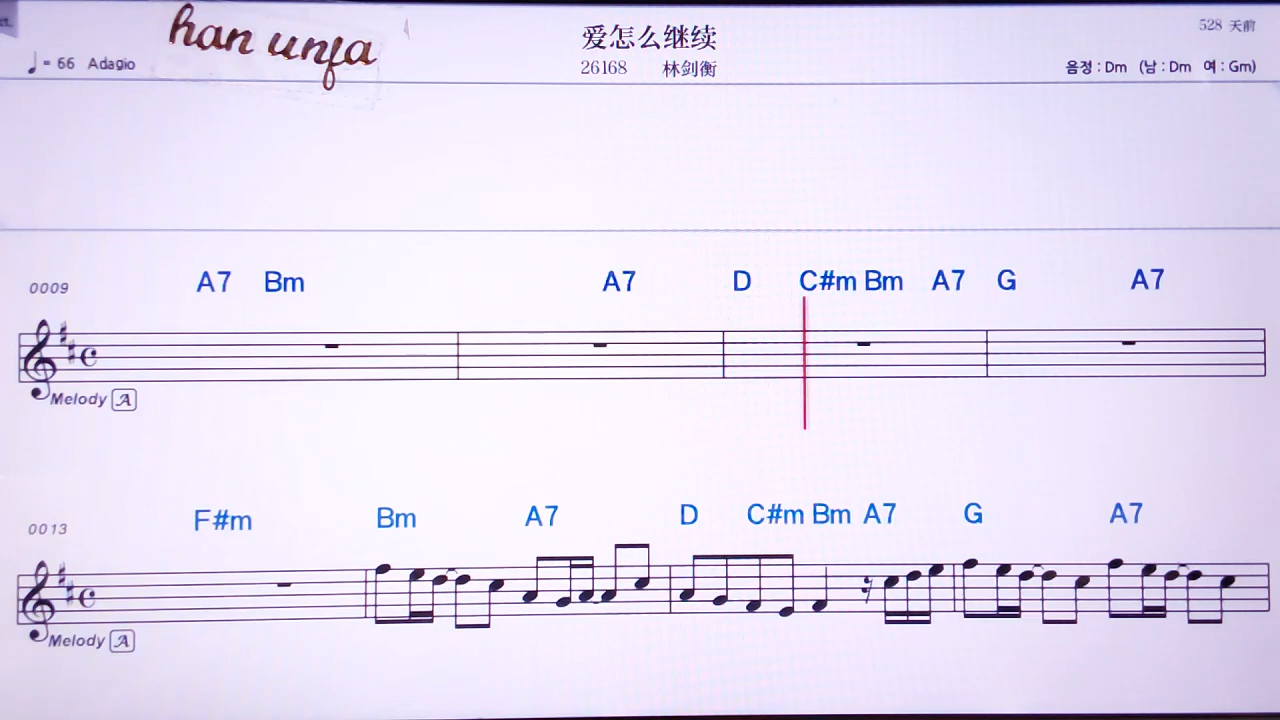 han unfa
爱怎么继续
528 天前
♩= 66 Adagio
26168 林剑衡
음정 : Dm (남 : Dm 여 : Gm)
0009
A7 Bm A7 D C#m Bm A7 G A7
Melody A
0013
F#m Bm A7 D C#m Bm A7 G A7
Melody A